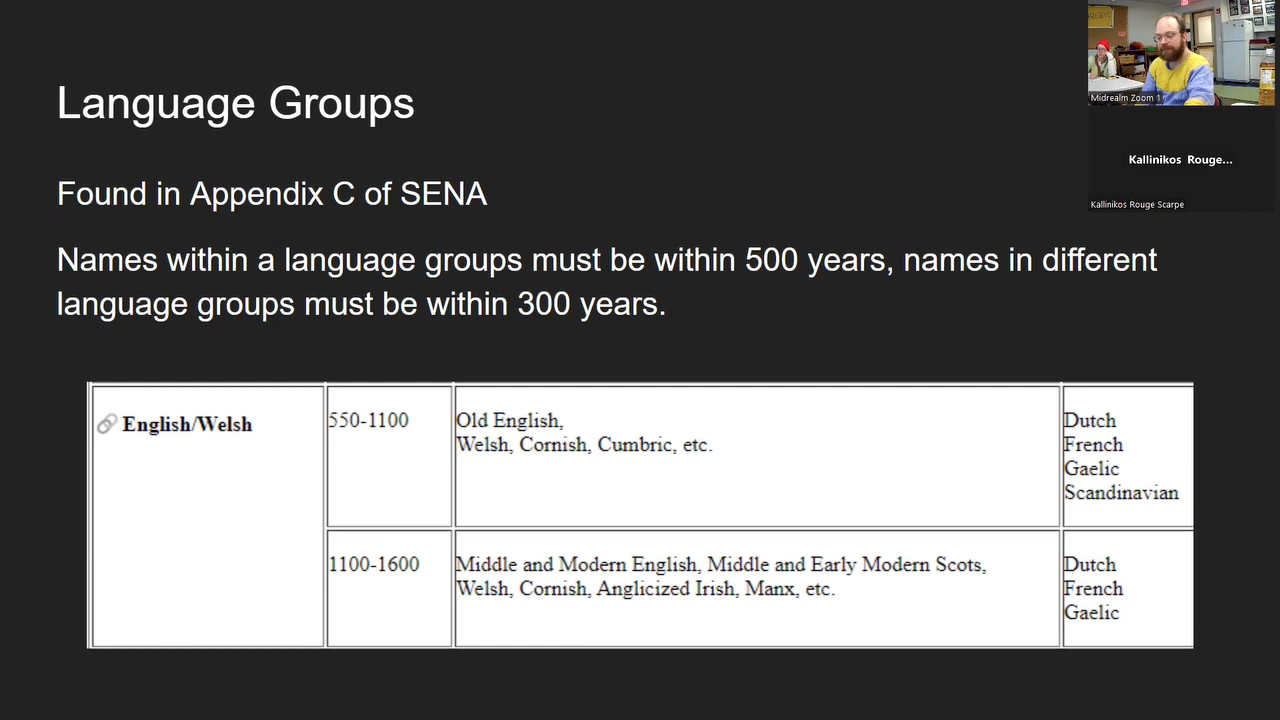 Language Groups
Found in Appendix C of SENA
Names within a language groups must be within 500 years, names in different
language groups must be within 300 years.
English/Welsh
550-1100
Old English,
Welsh, Cornish, Cumbric, etc.
Dutch
French
Gaelic
Scandinavian
1100-1600
Middle and Modern English, Middle and Early Modern Scots,
Welsh, Cornish, Anglicized Irish, Manx, etc.
Dutch
French
Gaelic
Midrealm Zoom 1
Kallinikos Rouge...
Kallinikos Rouge Scarpe